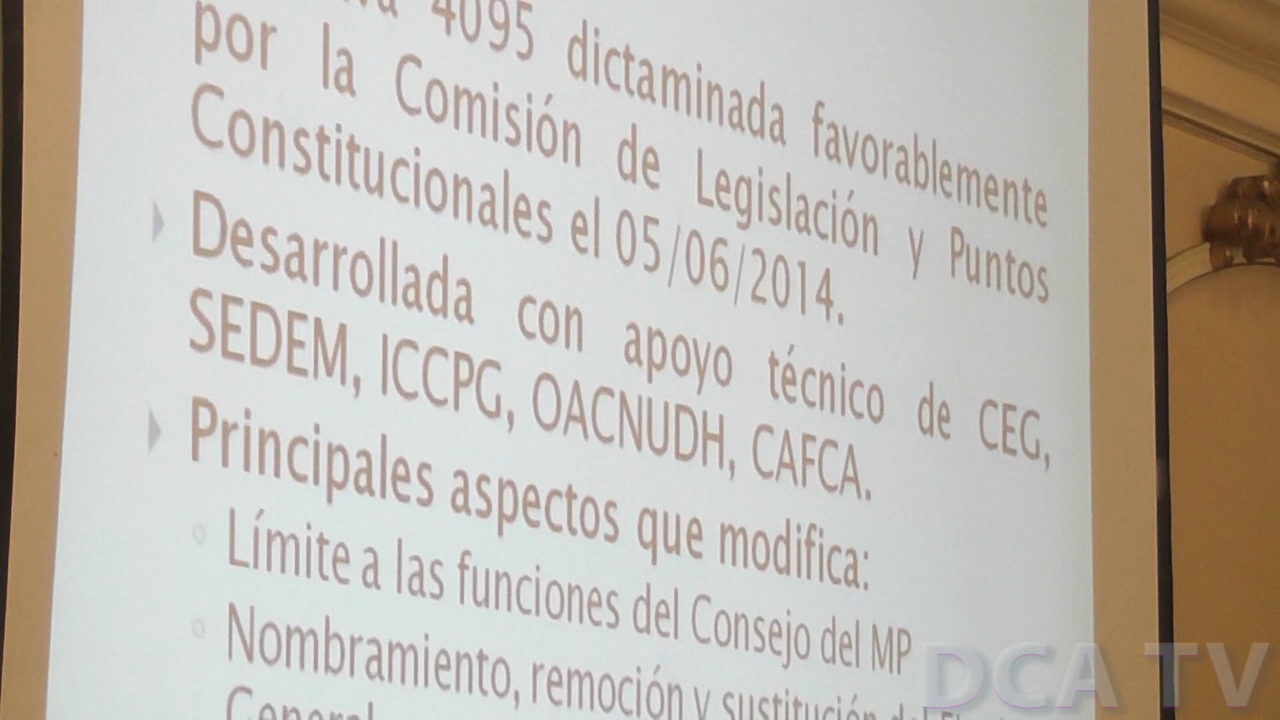 4095 dictaminada favorablemente
por la Comisión de Legislación y Puntos
Constitucionales el 05/06/2014.
Desarrollada con apoyo técnico de CEG,
SEDEM, ICCPG, OACNUDH, CAFCA.
Principales aspectos que modifica:
Límite a las funciones del Consejo del MP
Nombramiento, remoción y sustitución del
General
DCA TV